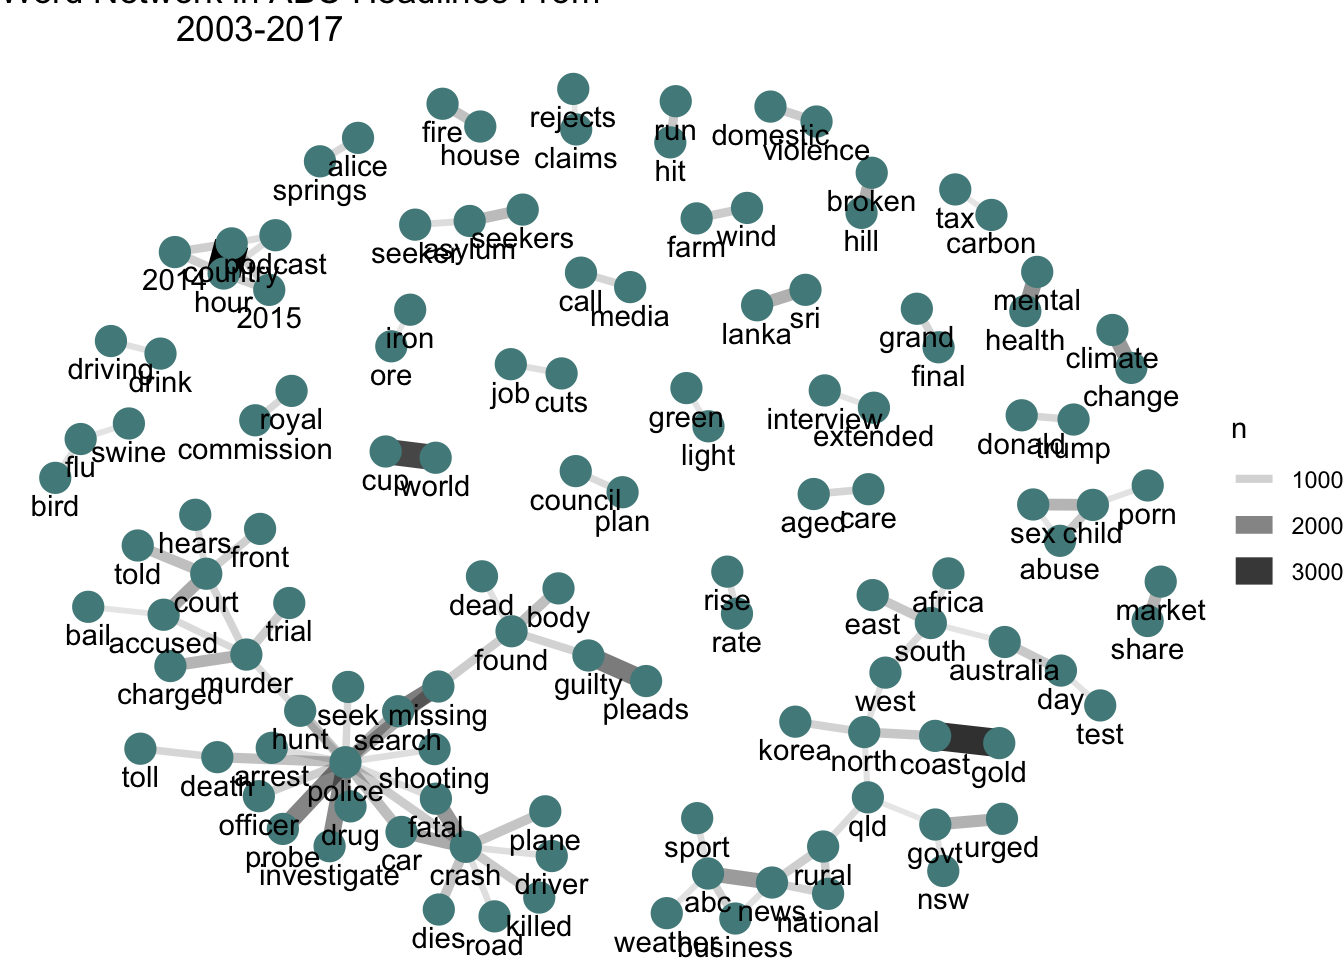 Word Network in ABC Headlines From
2003-2017
fire
house
rejects
claims
run
hit
domestic
violence
alice
springs
broken
hill
tax
carbon
seeker
asylum
seekers
farm
wind
2014
country
podcast
hour
2015
call
media
lanka
sri
mental
health
iron
ore
grand
final
climate
change
driving
drink
job
cuts
royal
commission
green
light
interview
extended
donald
trump
n
swine
flu
bird
cup
world
council
plan
aged
care
1000
2000
3000
sex
child
porn
abuse
hears
front
told
court
bail
accused
trial
charged
murder
dead
body
found
guilty
pleads
rise
rate
east
africa
south
australia
day
test
market
share
west
korea
north
coast
gold
seek
missing
hunt
search
toll
death
arrest
police
shooting
officer
probe
drug
investigate
car
fatal
crash
plane
driver
killed
dies
road
qld
govt
urged
nsw
sport
rural
abc
news
national
weather
business